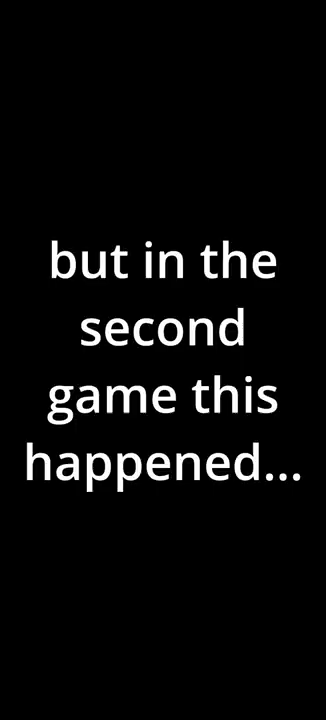 but in the
second
game this
happened...